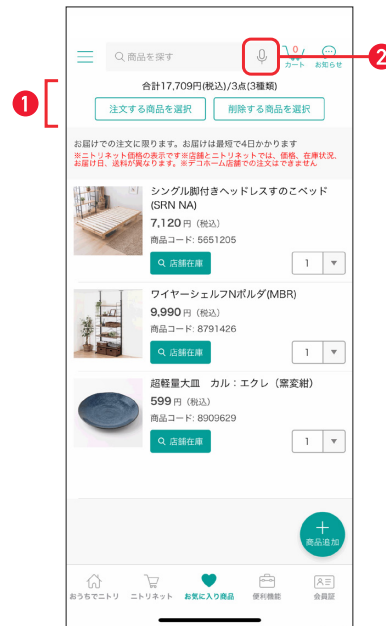 商品を探す
0
カート
お知らせ
2
合計17,709円(税込)/3点(3種類)
1
注文する商品を選択
削除する商品を選択
お届けでの注文に限ります。お届けは最短で4日かかります
※ニトリネット価格の表示です※店舗とニトリネットでは、価格、在庫状況、
お届け日、送料が異なります。※デコホーム店舗での注文はできません
シングル脚付きヘッドレスすのこベッド
(SRN NA)
7,120 円 (税込)
商品コード: 5651205
店舗在庫
1
ワイヤーシェルフNポルダ(MBR)
9,990 円 (税込)
商品コード: 8791426
店舗在庫
1
超軽量大皿 カル:エクレ (窯変紺)
599 円 (税込)
商品コード: 8909629
店舗在庫
1
商品追加
おうちでニトリ
ニトリネット
お気に入り商品
便利機能
会員証